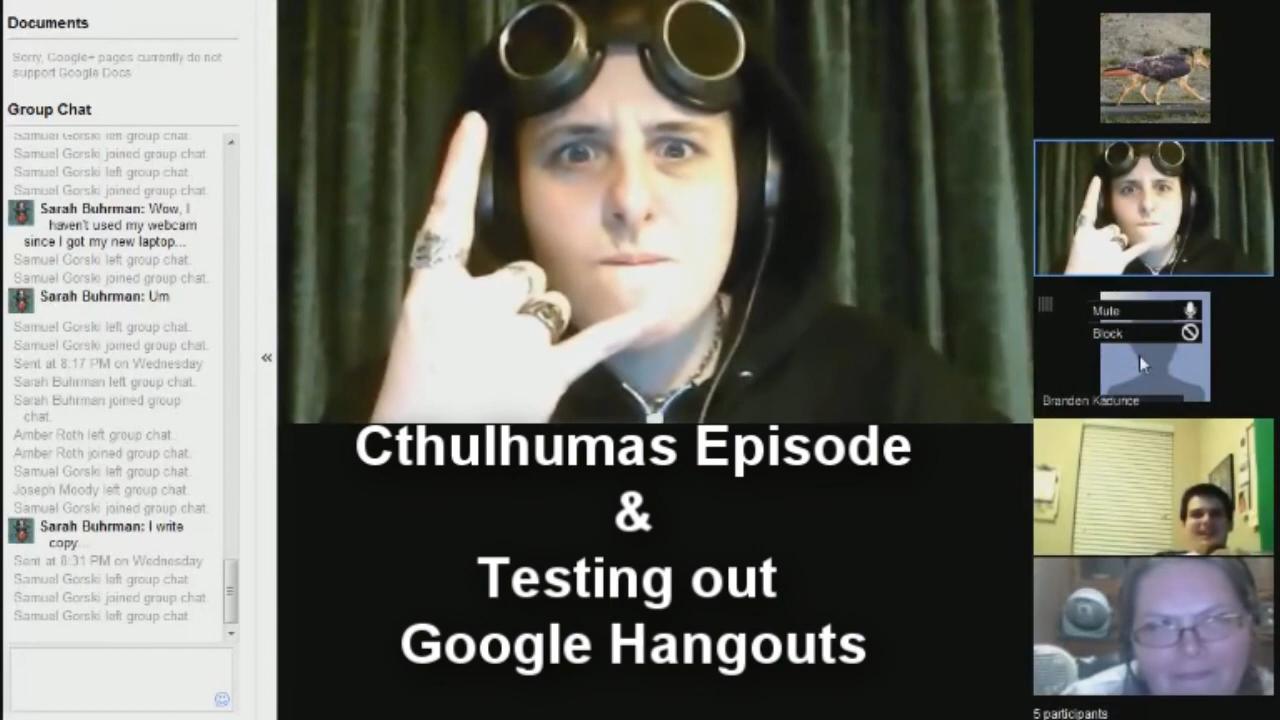 Documents
Sorry, Google+ pages currently do not
support Google Docs
Group Chat
Samuel Gorski left group chat.
Samuel Gorski joined group chat.
Samuel Gorski left group chat.
Samuel Gorski joined group chat.
Sarah Buhrman: Wow, I
haven't used my webcam
since I got my new laptop...
Samuel Gorski left group chat.
Samuel Gorski joined group chat.
Sarah Buhrman: Um
Samuel Gorski left group chat.
Samuel Gorski joined group chat.
Sent at 8:17 PM on Wednesday
Sarah Buhrman left group chat.
Sarah Buhrman joined group
chat.
Amber Roth left group chat.
Amber Roth joined group chat.
Samuel Gorski left group chat.
Joseph Moody left group chat.
Samuel Gorski joined group chat.
Sarah Buhrman: I write
copy...
Sent at 8:31 PM on Wednesday
Samuel Gorski left group chat.
Samuel Gorski joined group chat.
Samuel Gorski left group chat.
«
Cthulhumas Episode
&
Testing out
Google Hangouts
Mute
Block
Branden Kadunce
5 participants